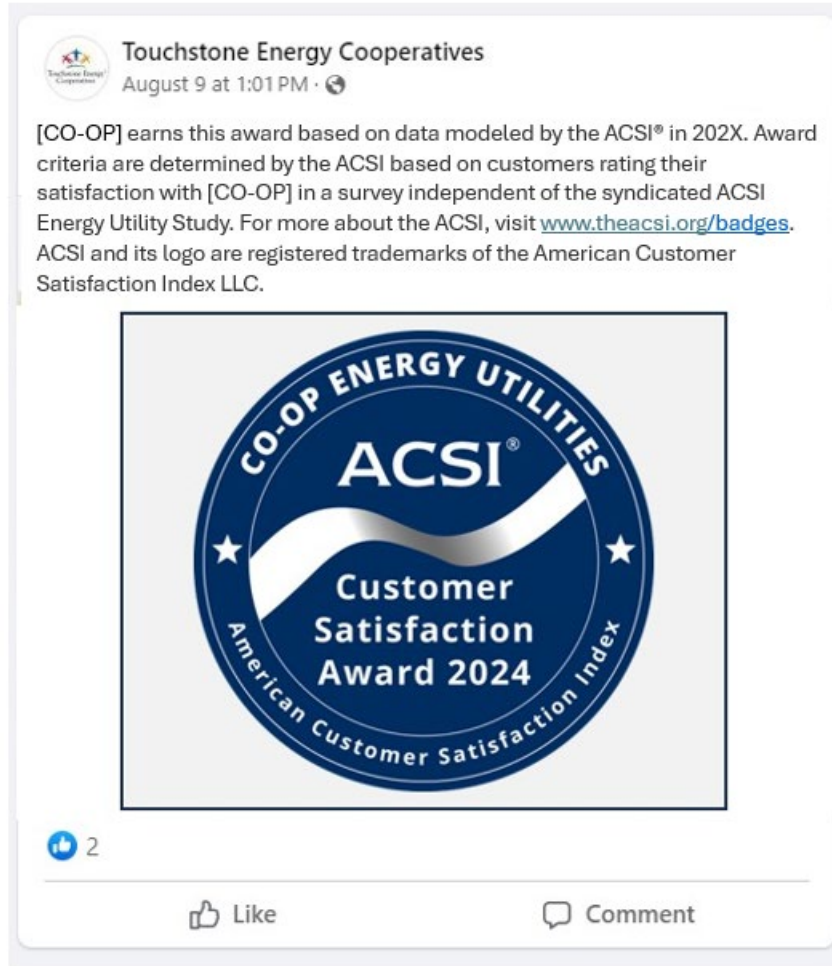 Touchstone Energy Cooperatives
August 9 at 1:01 PM ·
[CO-OP] earns this award based on data modeled by the ACSI® in 202X. Award
criteria are determined by the ACSI based on customers rating their
satisfaction with [CO-OP] in a survey independent of the syndicated ACSI
Energy Utility Study. For more about the ACSI, visit www.theacsi.org/badges.
ACSI and its logo are registered trademarks of the American Customer
Satisfaction Index LLC.
CO-OP ENERGY UTILITIES
ACSI®
Customer
Satisfaction
Award 2024
American Customer Satisfaction Index
2
Like
Comment